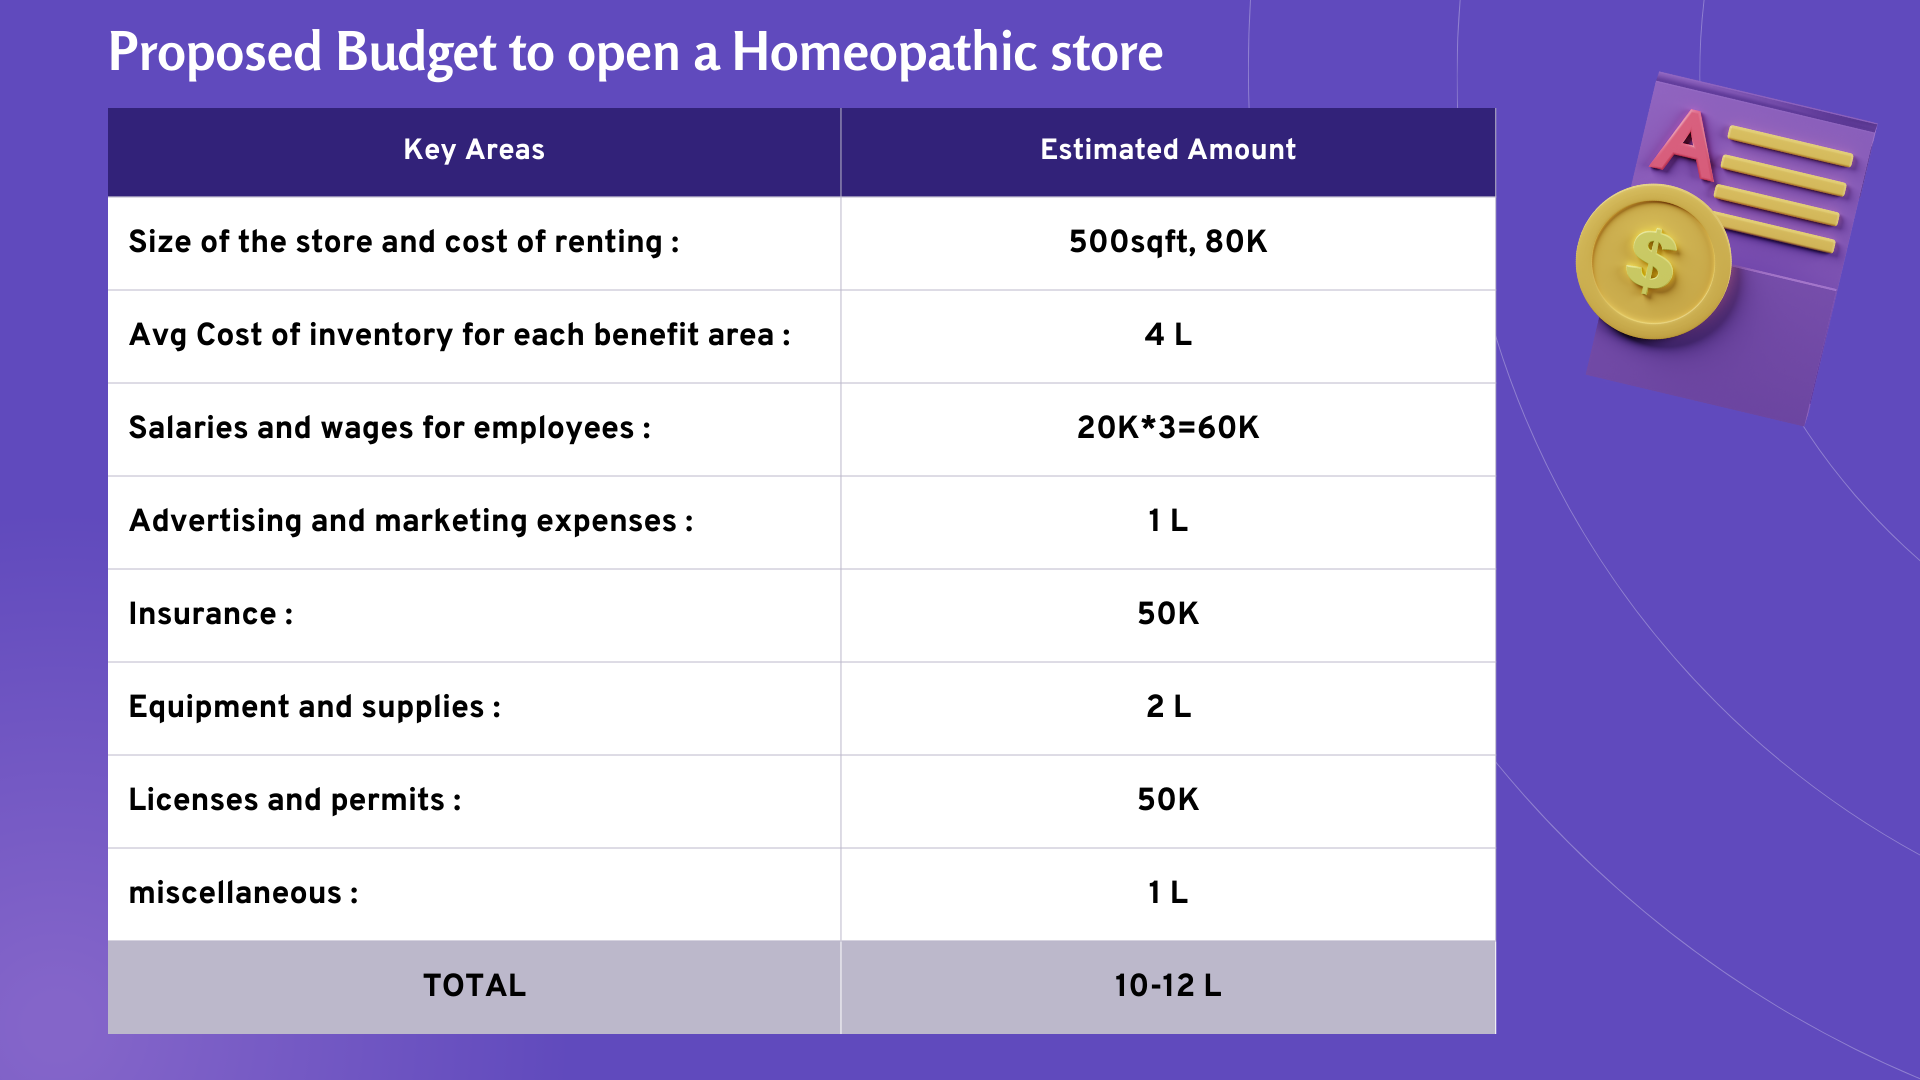 Proposed Budget to open a Homeopathic store
Key Areas Estimated Amount
Size of the store and cost of renting : 500sqft, 80K
Avg Cost of inventory for each benefit area : 4 L
Salaries and wages for employees : 20K*3=60K
Advertising and marketing expenses : 1 L
Insurance : 50K
Equipment and supplies : 2 L
Licenses and permits : 50K
miscellaneous : 1 L
TOTAL 10-12 L
A
$